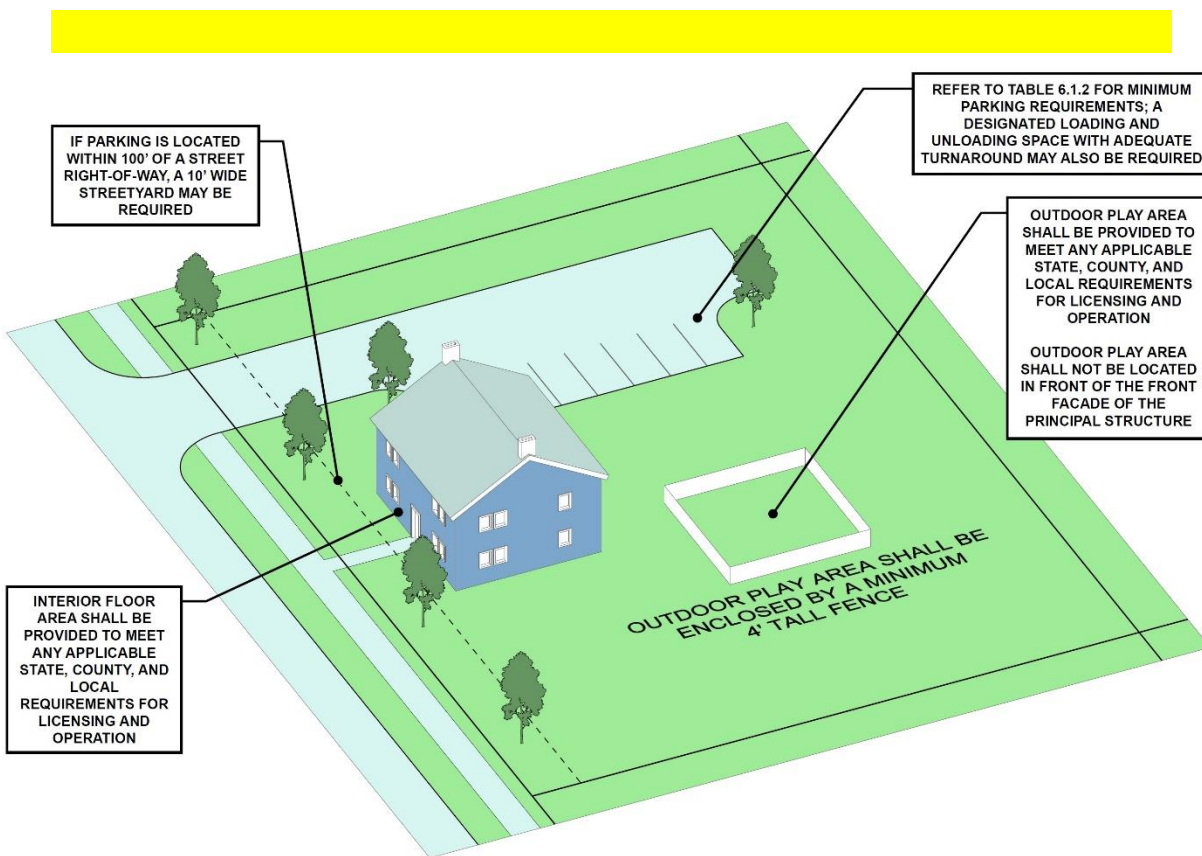 IF PARKING IS LOCATED
WITHIN 100' OF A STREET
RIGHT-OF-WAY, A 10' WIDE
STREETYARD MAY BE
REQUIRED
REFER TO TABLE 6.1.2 FOR MINIMUM
PARKING REQUIREMENTS; A
DESIGNATED LOADING AND
UNLOADING SPACE WITH ADEQUATE
TURNAROUND MAY ALSO BE REQUIRED
OUTDOOR PLAY AREA
SHALL BE PROVIDED TO
MEET ANY APPLICABLE
STATE, COUNTY, AND
LOCAL REQUIREMENTS
FOR LICENSING AND
OPERATION
OUTDOOR PLAY AREA
SHALL NOT BE LOCATED
IN FRONT OF THE FRONT
FACADE OF THE
PRINCIPAL STRUCTURE
OUTDOOR PLAY AREA SHALL BE
ENCLOSED BY A MINIMUM
4' TALL FENCE
INTERIOR FLOOR
AREA SHALL BE
PROVIDED TO MEET
ANY APPLICABLE
STATE, COUNTY, AND
LOCAL
REQUIREMENTS FOR
LICENSING AND
OPERATION